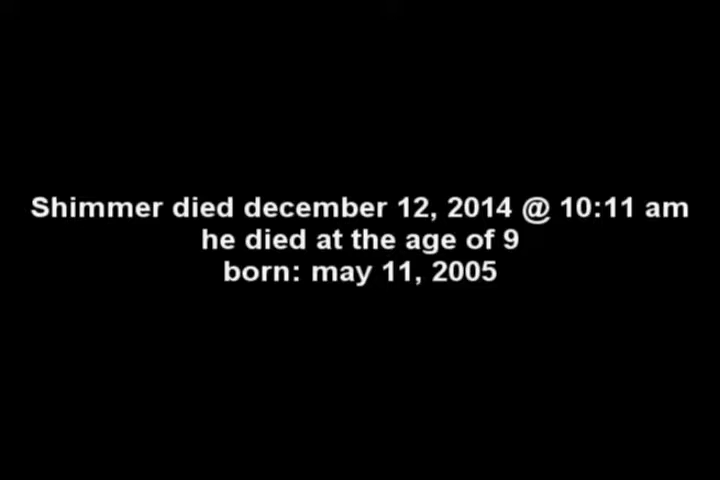 Shimmer died december 12, 2014 @ 10:11 am
he died at the age of 9
born: may 11, 2005